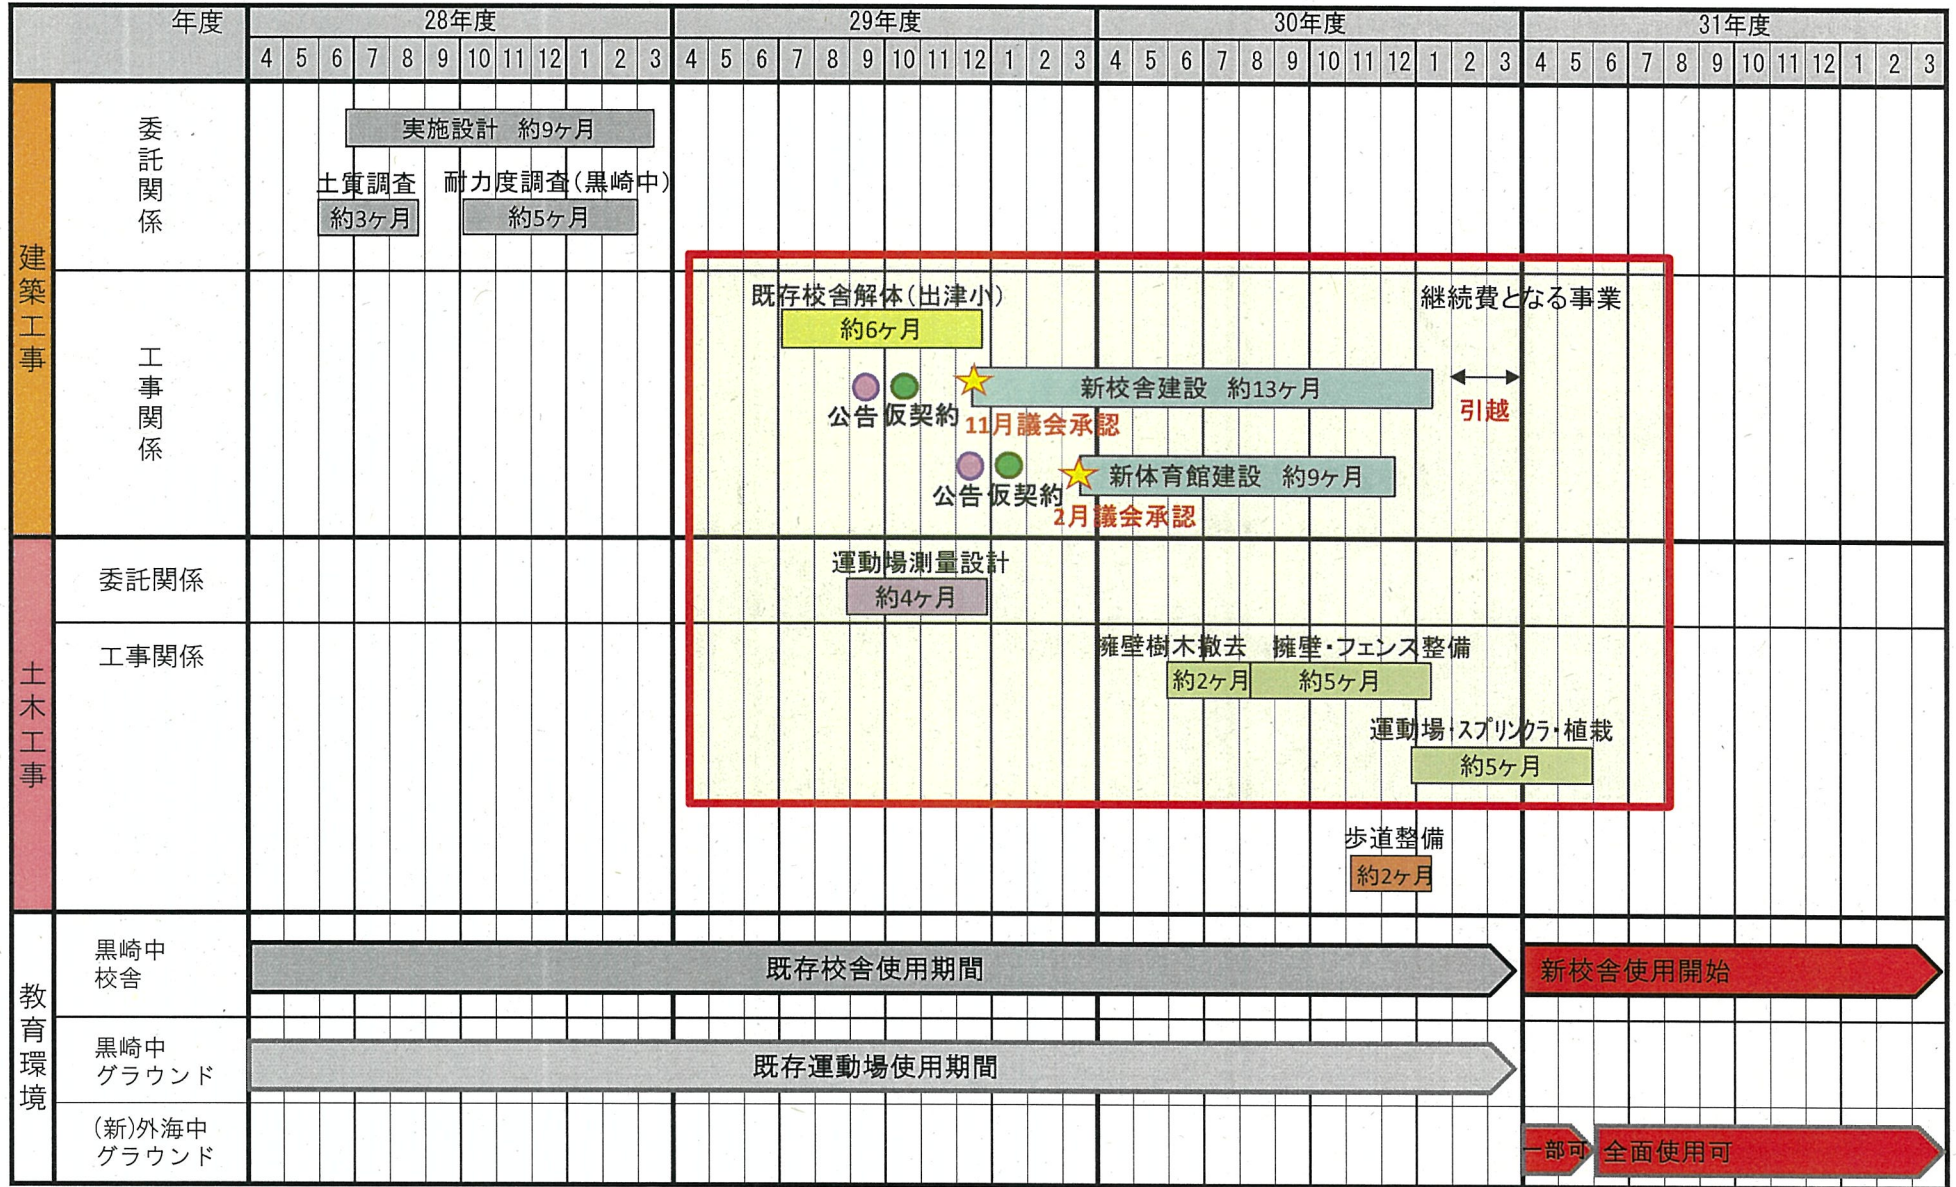 年度
28年度 29年度 30年度 31年度
4 5 6 7 8 9 10 11 12 1 2 3 4 5 6 7 8 9 10 11 12 1 2 3 4 5 6 7 8 9 10 11 12 1 2 3 4 5 6 7 8 9 10 11 12 1 2 3
建築工事
委託関係
実施設計 約9ヶ月
土質調査 耐力度調査(黒崎中)
約3ヶ月 約5ヶ月
工事関係
既存校舎解体(出津小) 継続費となる事業
約6ヶ月
新校舎建設 約13ヶ月
公告 仮契約 11月議会承認 引越
新体育館建設 約9ヶ月
公告 仮契約
2月議会承認
土木工事
委託関係
運動場測量設計
約4ヶ月
工事関係
擁壁樹木撤去 擁壁・フェンス整備
約2ヶ月 約5ヶ月
運動場・スプリンクラ・植栽
約5ヶ月
歩道整備
約2ヶ月
教育環境
黒崎中
校舎
既存校舎使用期間 新校舎使用開始
黒崎中
グラウンド
既存運動場使用期間
(新)外海中
グラウンド
一部可 全面使用可